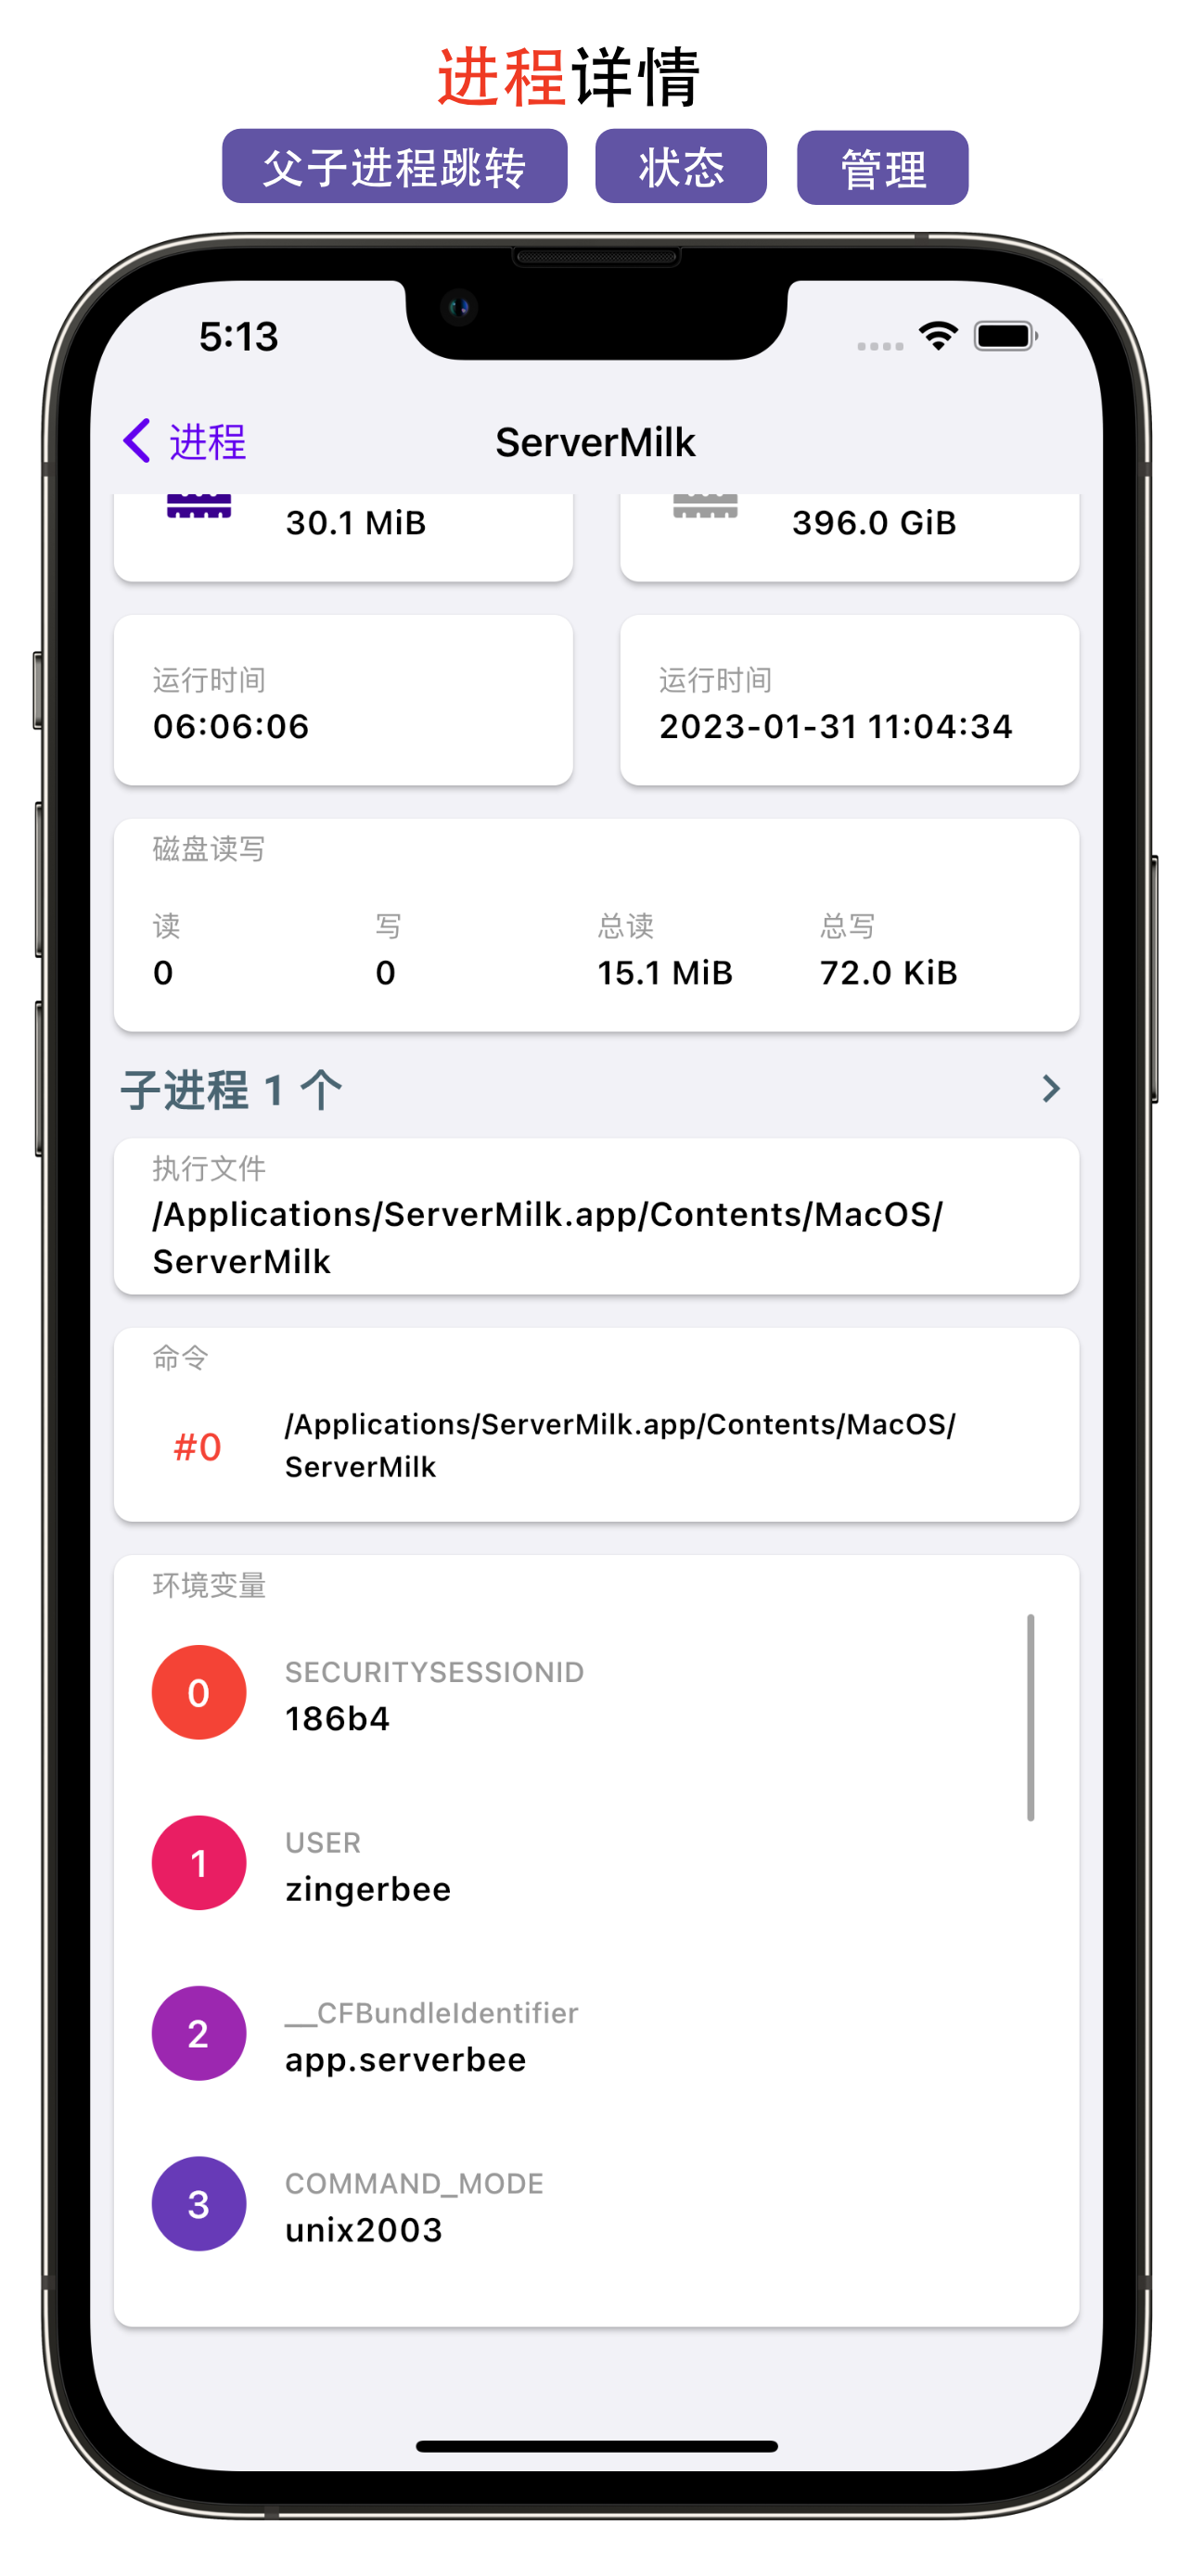 进程详情
父子进程跳转 状态 管理
5:13
进程 ServerMilk
30.1 MiB 396.0 GiB
运行时间 运行时间
06:06:06 2023-01-31 11:04:34
磁盘读写
读 写 总读 总写
0 0 15.1 MiB 72.0 KiB
子进程 1 个
执行文件
/Applications/ServerMilk.app/Contents/MacOS/
ServerMilk
命令
#0 /Applications/ServerMilk.app/Contents/MacOS/
ServerMilk
环境变量
SECURITYSESSIONID
0 186b4
USER
1 zingerbee
__CFBundleIdentifier
2 app.serverbee
COMMAND_MODE
3 unix2003